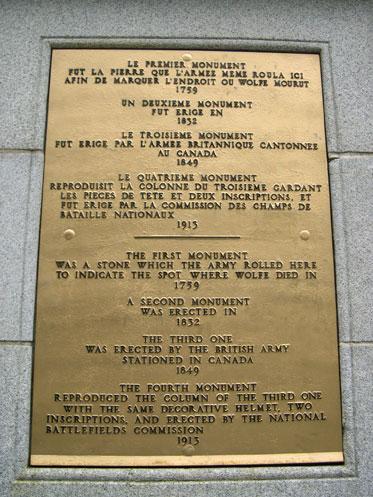 LE PREMIER MONUMENT
FUT LA PIERRE QUE L'ARMEE MEME ROULA ICI
AFIN DE MARQUER L'ENDROIT OU WOLFE MOURUT
1759
UN DEUXIEME MONUMENT
FUT ERIGE EN
1832
LE TROISIEME MONUMENT
FUT ERIGE PAR L'ARMEE BRITANNIQUE CANTONNEE
AU CANADA
1849
LE QUATRIEME MONUMENT
REPRODUISIT LA COLONNE DU TROISIEME GARDANT
LES PIECES DE TETE ET DEUX INSCRIPTIONS, ET
FUT ERIGE PAR LA COMMISSION DES CHAMPS DE
BATAILLE NATIONAUX
1913
THE FIRST MONUMENT
WAS A STONE WHICH THE ARMY ROLLED HERE
TO INDICATE THE SPOT WHERE WOLFE DIED IN
1759
A SECOND MONUMENT
WAS ERECTED IN
1832
THE THIRD ONE
WAS ERECTED BY THE BRITISH ARMY
STATIONED IN CANADA
1849
THE FOURTH MONUMENT
REPRODUCED THE COLUMN OF THE THIRD ONE
WITH THE SAME DECORATIVE HELMET, TWO
INSCRIPTIONS, AND ERECTED BY THE NATIONAL
BATTLEFIELDS COMMISSION
1913